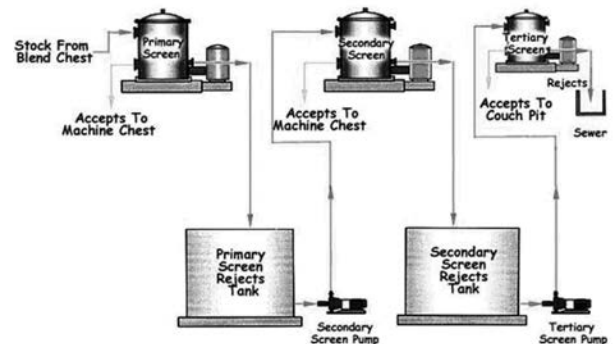 Stock From
Blend Chest
Primary
Screen
Accepts To
Machine Chest
Secondary
Screen
Accepts To
Machine Chest
Tertiary
Screen
Rejects
Accepts To
Couch Pit
Sewer
Primary
Screen
Rejects
Tank
Secondary
Screen Pump
Secondary
Screen
Rejects
Tank
Tertiary
Screen Pump